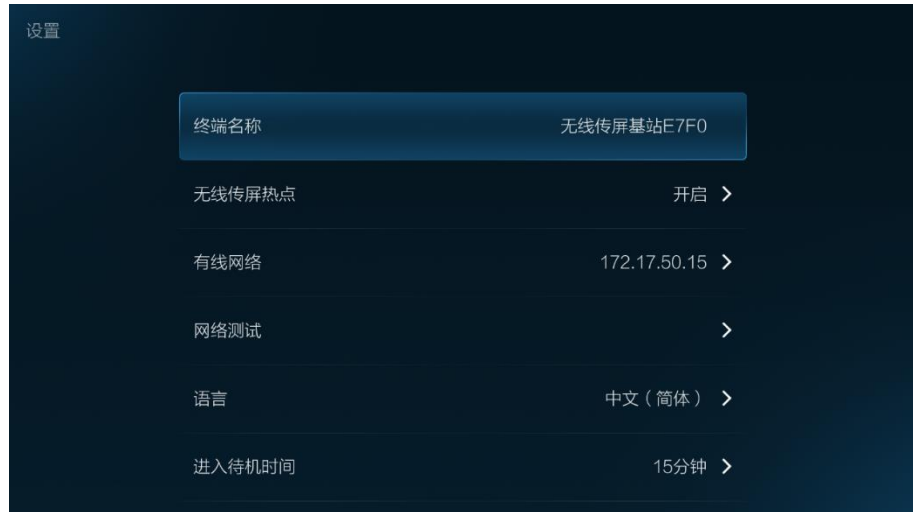 设置
终端名称 无线传屏基站E7F0
无线传屏热点 开启
有线网络 172.17.50.15
网络测试
语言 中文（简体）
进入待机时间 15分钟